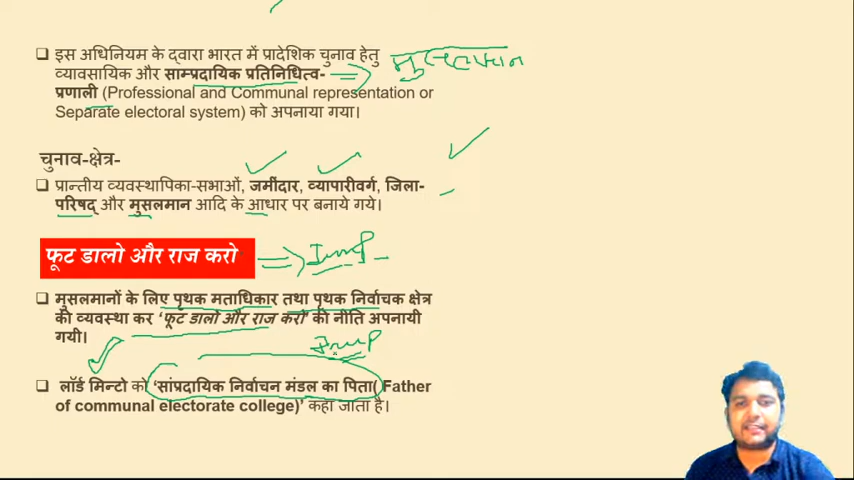 इस अधिनियम के द्वारा भारत में प्रादेशिक चुनाव हेतु
व्यावसायिक और साम्प्रदायिक प्रतिनिधित्व-
मुसलमान
प्रणाली (Professional and Communal representation or
Separate electoral system) को अपनाया गया।
चुनाव-क्षेत्र-
प्रान्तीय व्यवस्थापिका-सभाओं, जमींदार, व्यापारीवर्ग, जिला-
परिषद् और मुसलमान आदि के आधार पर बनाये गये।
फूट डालो और राज करो
Imp
मुसलमानों के लिए पृथक मताधिकार तथा पृथक निर्वाचक क्षेत्र
की व्यवस्था कर ‘फूट डालो और राज करो’ की नीति अपनायी
गयी।
Imp
लॉर्ड मिन्टो को ‘सांप्रदायिक निर्वाचन मंडल का पिता( Father
of communal electorate college)’ कहा जाता है।